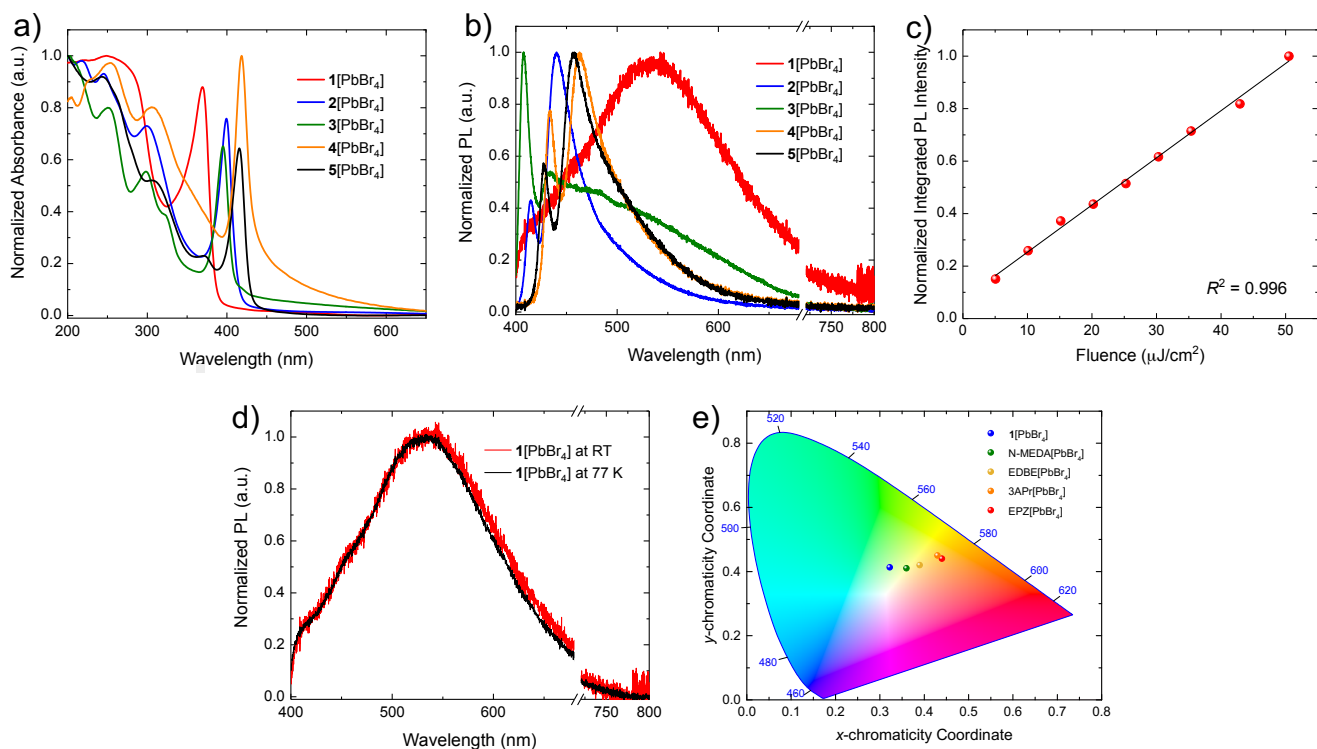 a)
Normalized Absorbance (a.u.)
1.0
0.8
0.6
0.4
0.2
0.0
200 300 400 500 600
Wavelength (nm)
1[PbBr₄]
2[PbBr₄]
3[PbBr₄]
4[PbBr₄]
5[PbBr₄]
b)
Normalized PL (a.u.)
1.0
0.8
0.6
0.4
0.2
0.0
400 500 600 750 800
Wavelength (nm)
1[PbBr₄]
2[PbBr₄]
3[PbBr₄]
4[PbBr₄]
5[PbBr₄]
c)
Normalized Integrated PL Intensity
1.0
0.8
0.6
0.4
0.2
0.0
0 10 20 30 40 50
Fluence (μJ/cm²)
R² = 0.996
d)
Normalized PL (a.u.)
1.0
0.8
0.6
0.4
0.2
0.0
400 500 600 750 800
Wavelength (nm)
1[PbBr₄] at RT
1[PbBr₄] at 77 K
e)
y-chromaticity Coordinate
0.8
0.6
0.4
0.2
0.0
0.0 0.1 0.2 0.3 0.4 0.5 0.6 0.7 0.8
x-chromaticity Coordinate
520
540
560
580
600
620
500
480
460
1[PbBr₄]
N-MEDA[PbBr₄]
EDBE[PbBr₄]
3APr[PbBr₄]
EPZ[PbBr₄]